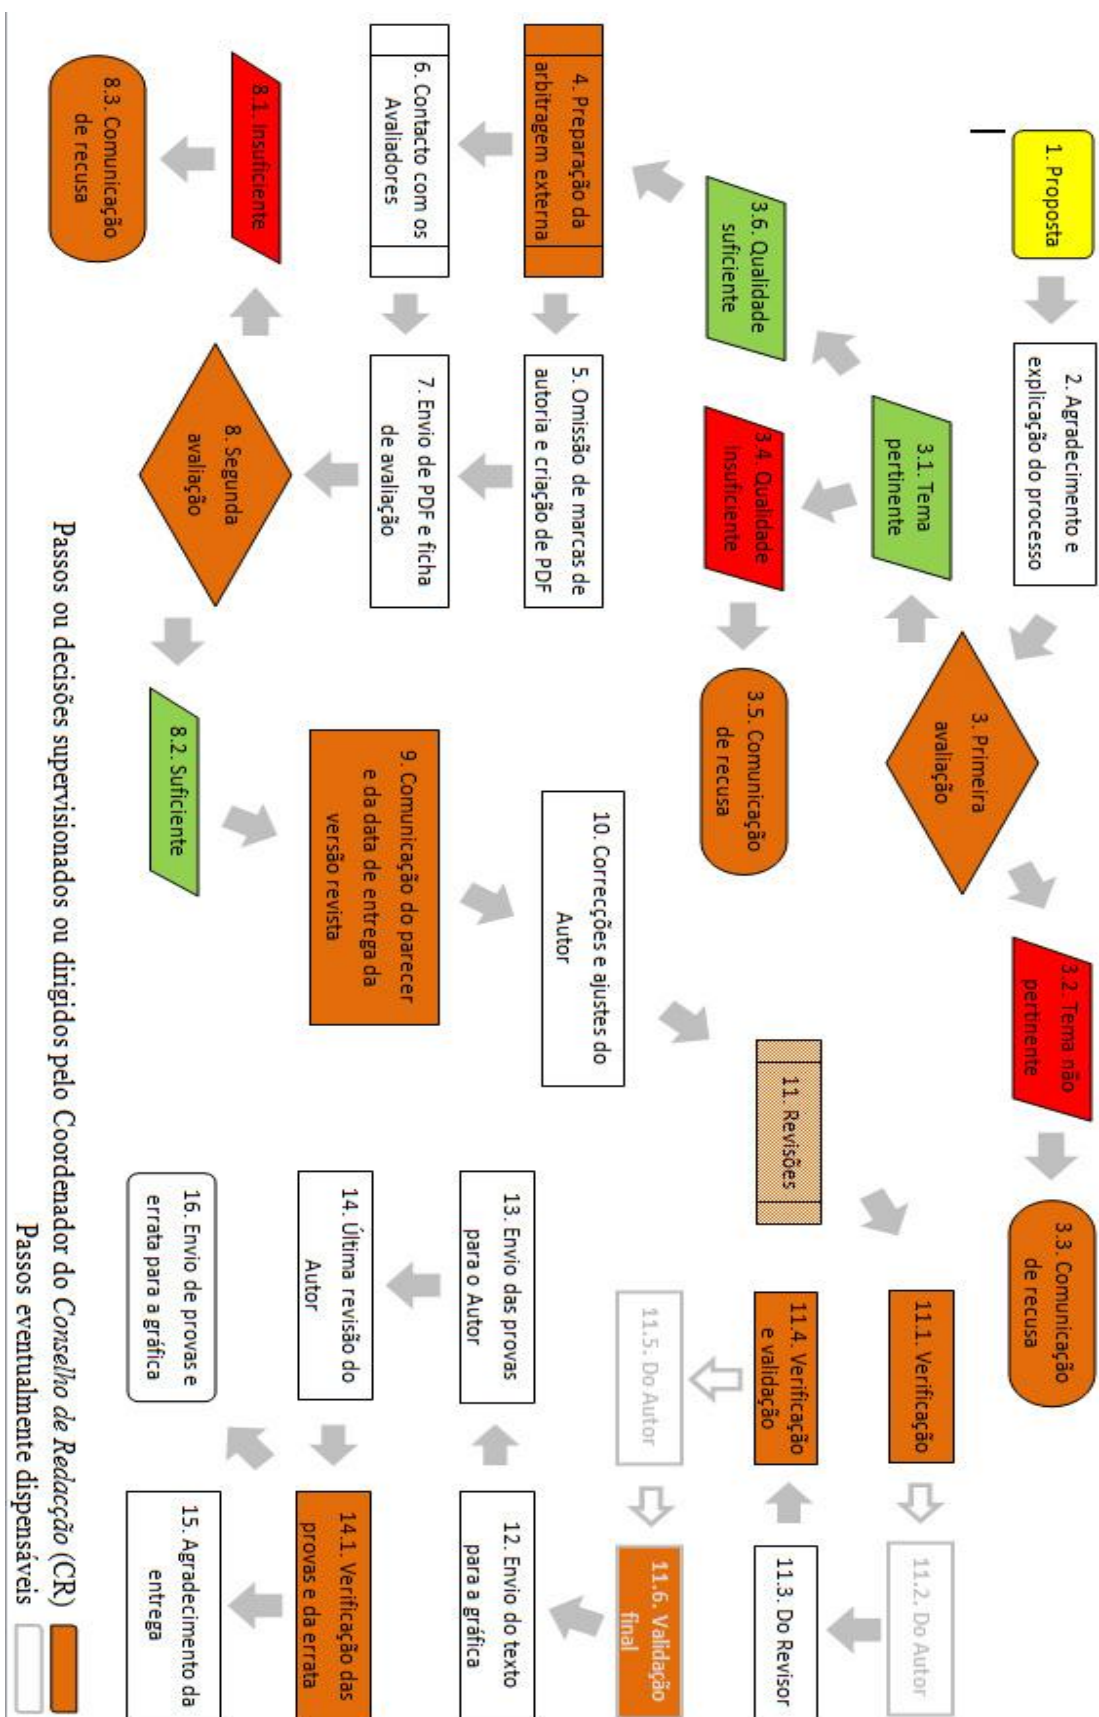 1. Proposta
2. Agradecimento e
explicação do processo
3. Primeira
avaliação
3.2. Tema não
pertinente
3.3. Comunicação
de recusa
3.1. Tema
pertinente
3.4. Qualidade
insuficiente
3.5. Comunicação
de recusa
3.6. Qualidade
suficiente
4. Preparação da
arbitragem externa
5. Omissão de marcas de
autoria e criação de PDF
6. Contacto com os
Avaliadores
7. Envio de PDF e ficha
de avaliação
8. Segunda
avaliação
8.1. Insuficiente
8.3. Comunicação
de recusa
8.2. Suficiente
9. Comunicação do parecer
e da data de entrega da
versão revista
10. Correcções e ajustes do
Autor
11. Revisões
11.1. Verificação
11.2. Do Autor
11.3. Do Revisor
11.4. Verificação
e validação
11.5. Do Autor
11.6. Validação
final
12. Envio do texto
para a gráfica
13. Envio das provas
para o Autor
14. Última revisão do
Autor
14.1. Verificação das
provas e da errata
15. Agradecimento da
entrega
16. Envio de provas e
errata para a gráfica
Passos ou decisões supervisionados ou dirigidos pelo Coordenador do Conselho de Redacção (CR)
Passos eventualmente dispensáveis